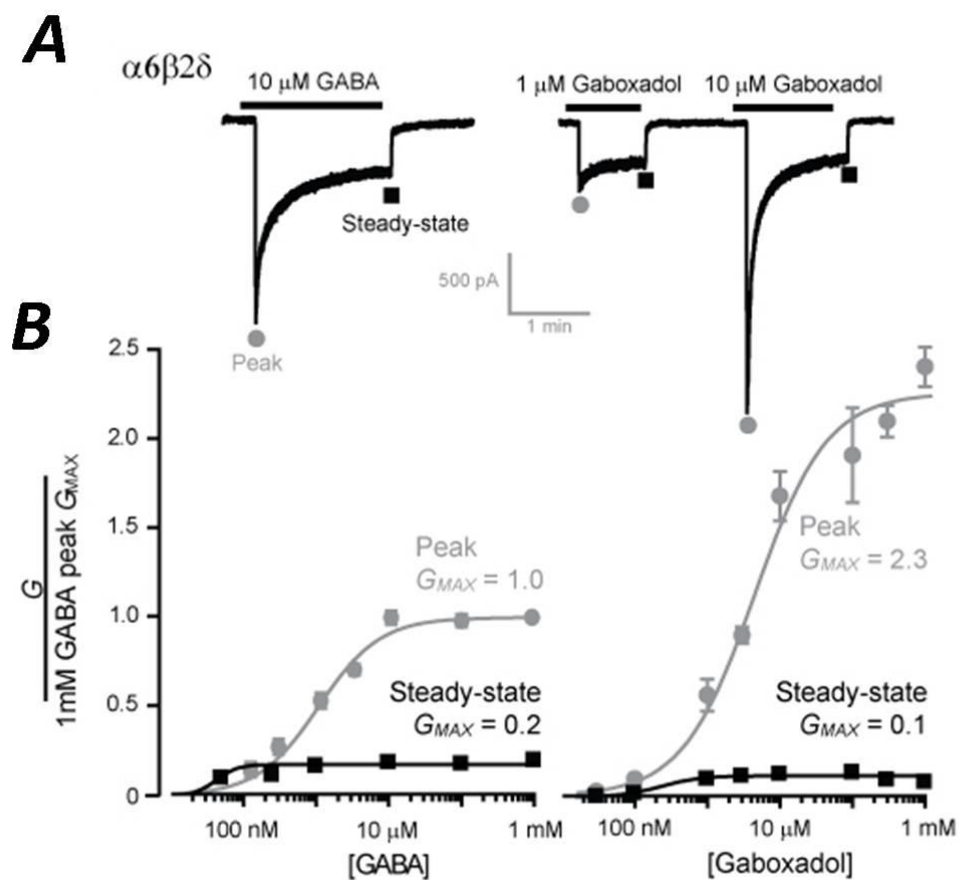 A
α6β2δ
10 μM GABA
1 μM Gaboxadol
10 μM Gaboxadol
Steady-state
500 pA
1 min
Peak
B
G
1mM GABA peak GMAX
2.5
2.0
1.5
1.0
0.5
0
Peak
GMAX = 1.0
Steady-state
GMAX = 0.2
100 nM
10 μM
1 mM
[GABA]
Peak
GMAX = 2.3
Steady-state
GMAX = 0.1
100 nM
10 μM
1 mM
[Gaboxadol]